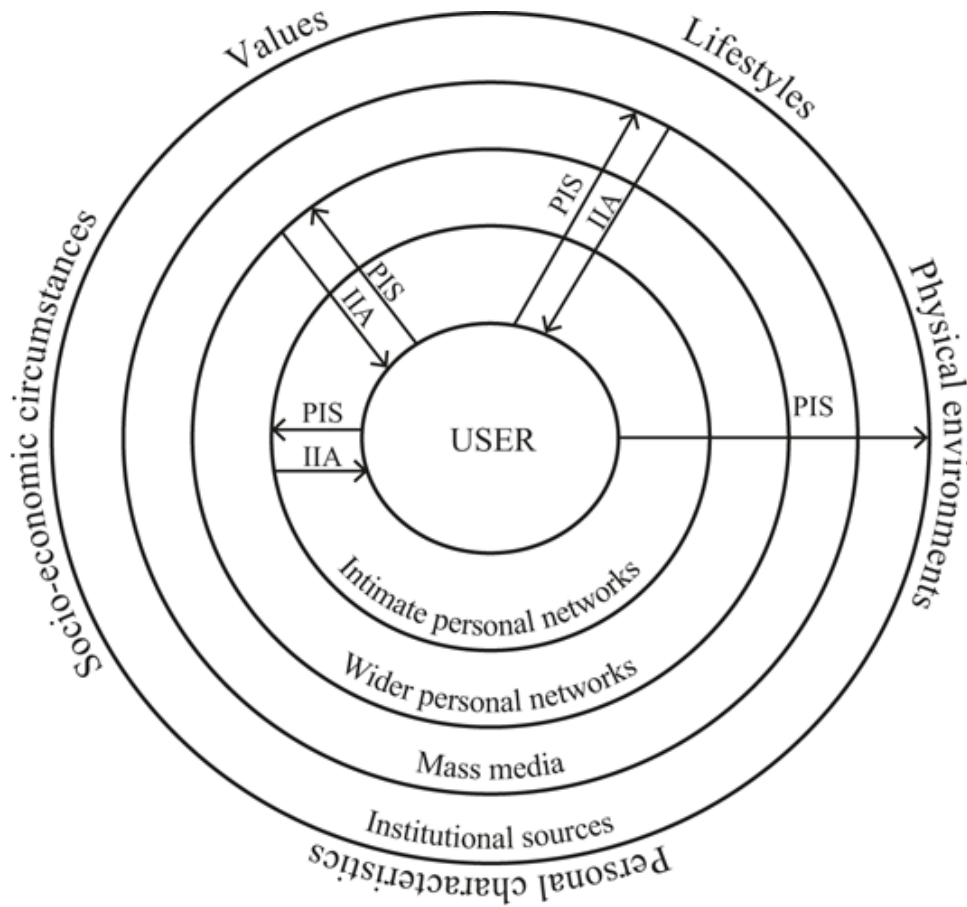 Values
Lifestyles
Socio-economic circumstances
Physical environments
PIS
IIA
PIS
IIA
PIS
IIA
PIS
USER
Intimate personal networks
Wider personal networks
Mass media
Institutional sources
Personal characteristics